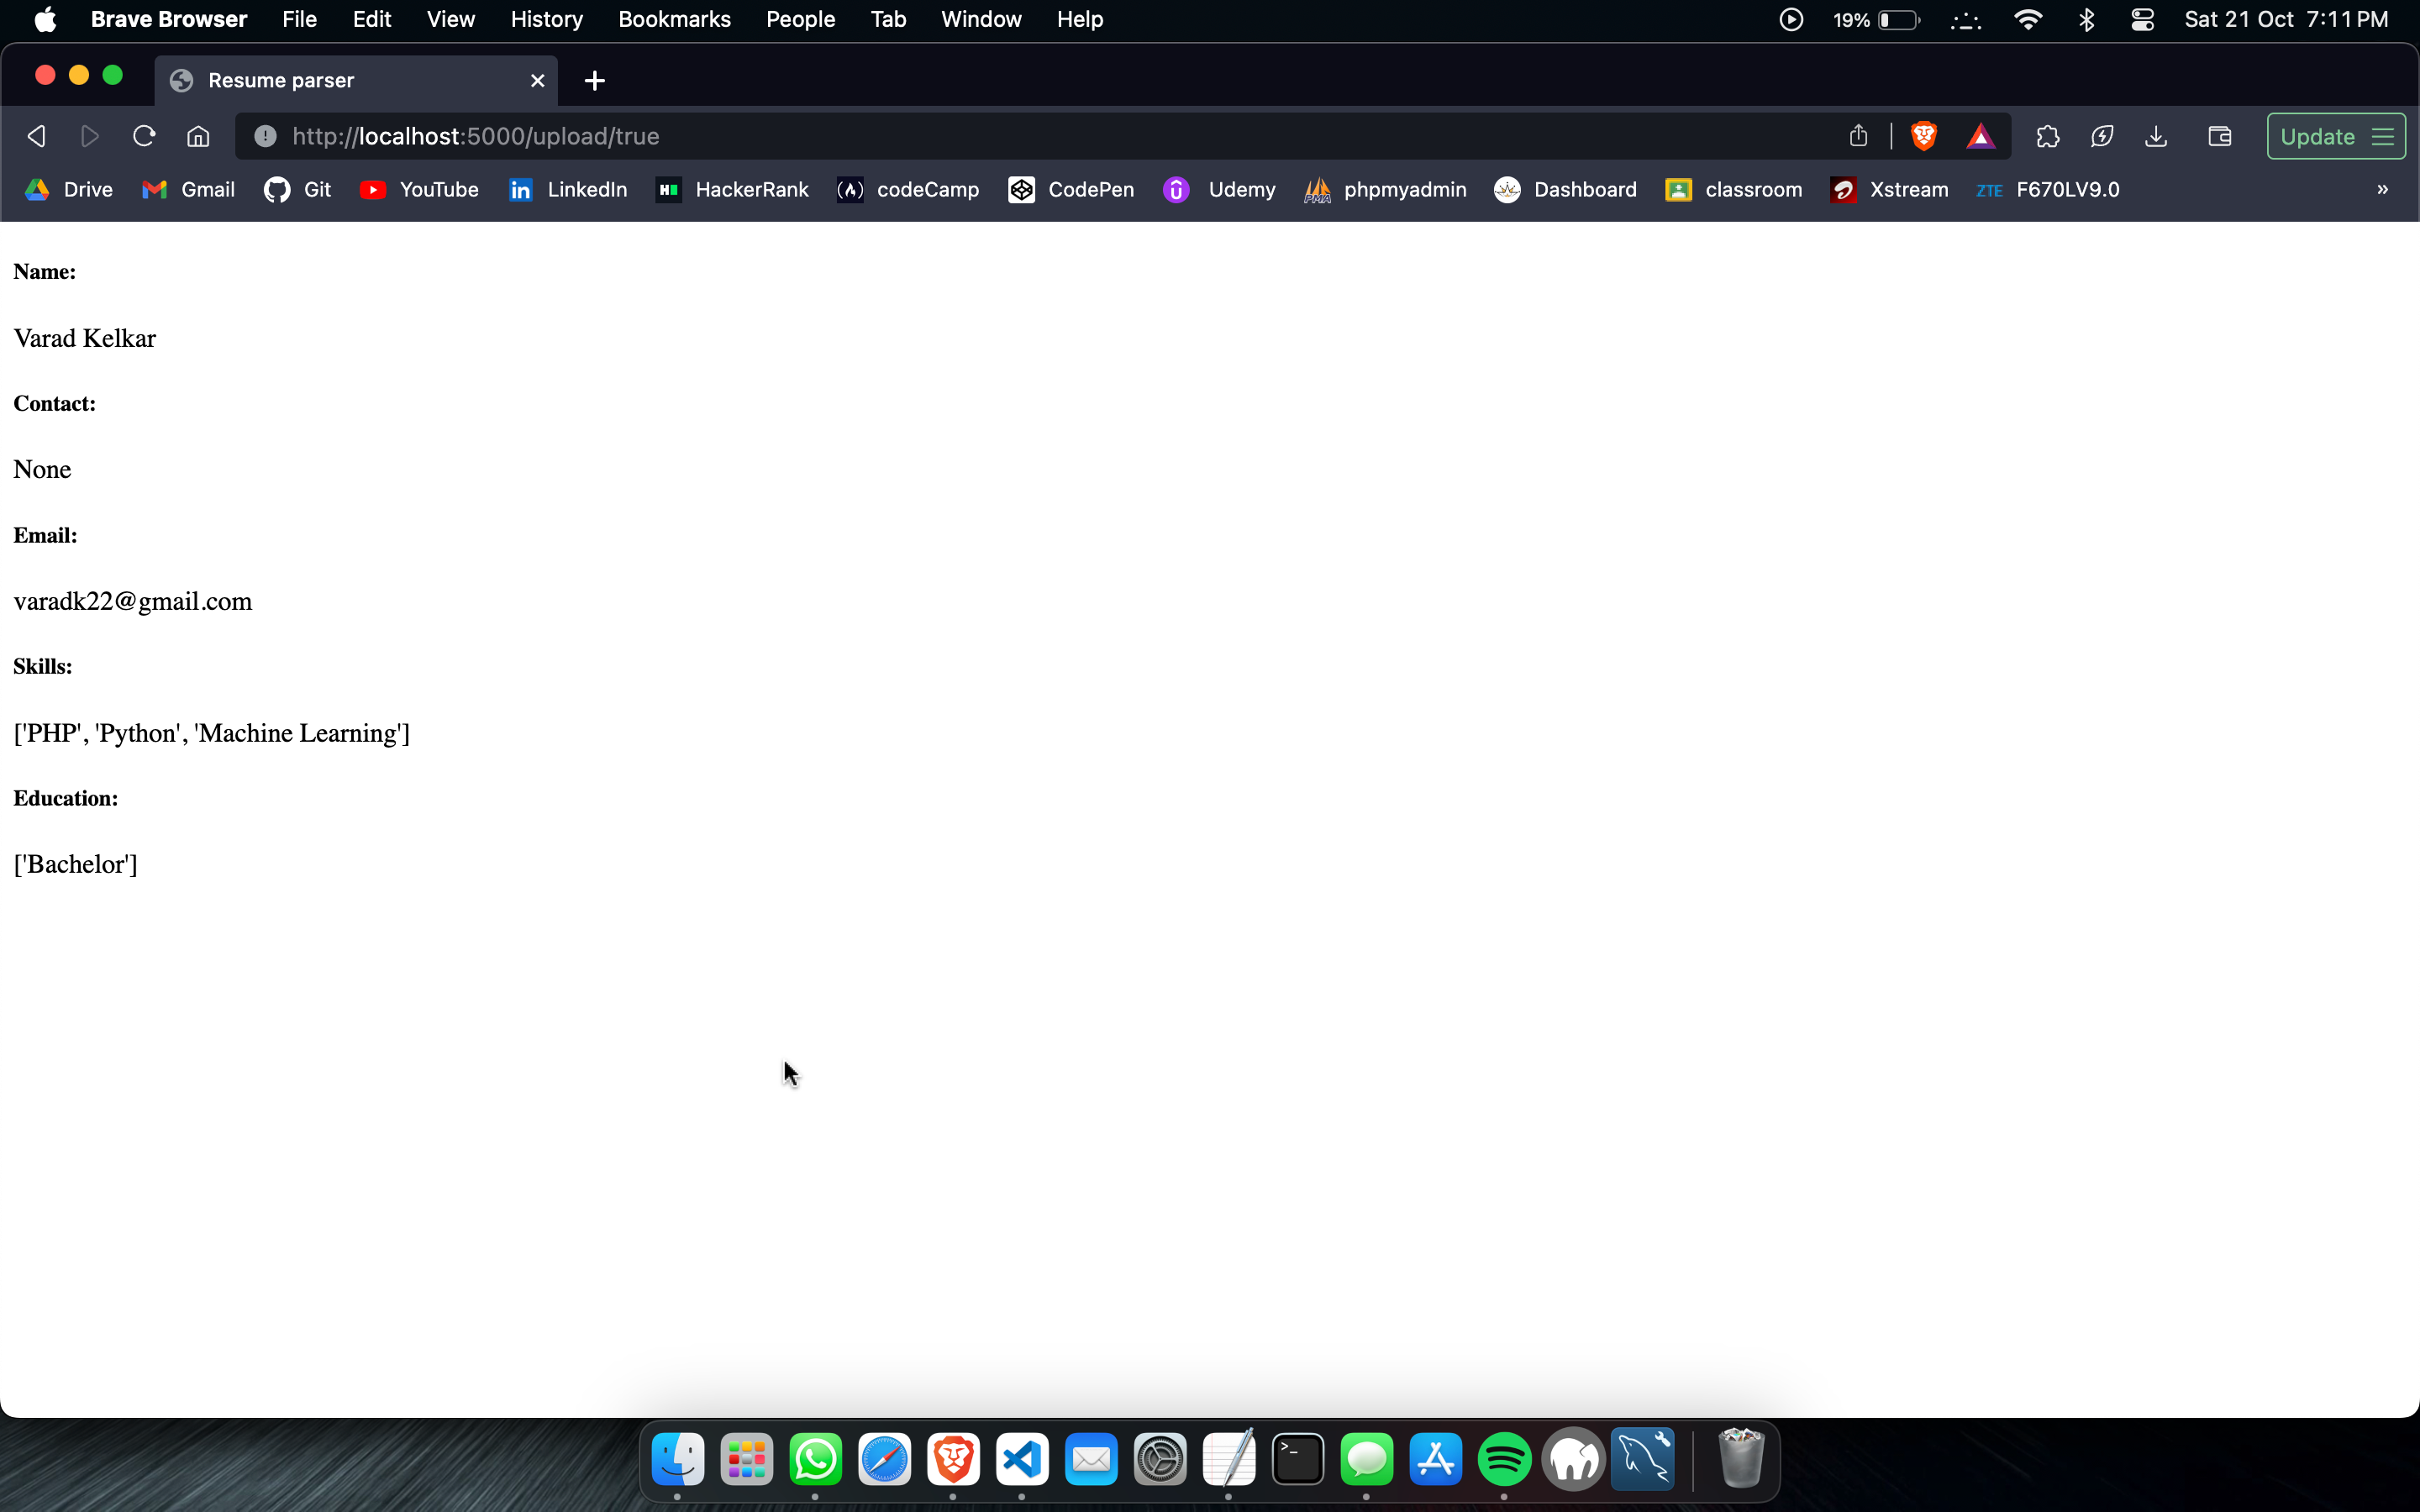 Brave Browser File Edit View History Bookmarks People Tab Window Help 19% Sat 21 Oct 7:11 PM
Resume parser
http://localhost:5000/upload/true Update
Drive Gmail Git YouTube in LinkedIn HackerRank codeCamp CodePen Udemy PMA phpmyadmin Dashboard classroom Xstream ZTE F670LV9.0 »
Name:
Varad Kelkar
Contact:
None
Email:
varadk22@gmail.com
Skills:
['PHP', 'Python', 'Machine Learning']
Education:
['Bachelor']